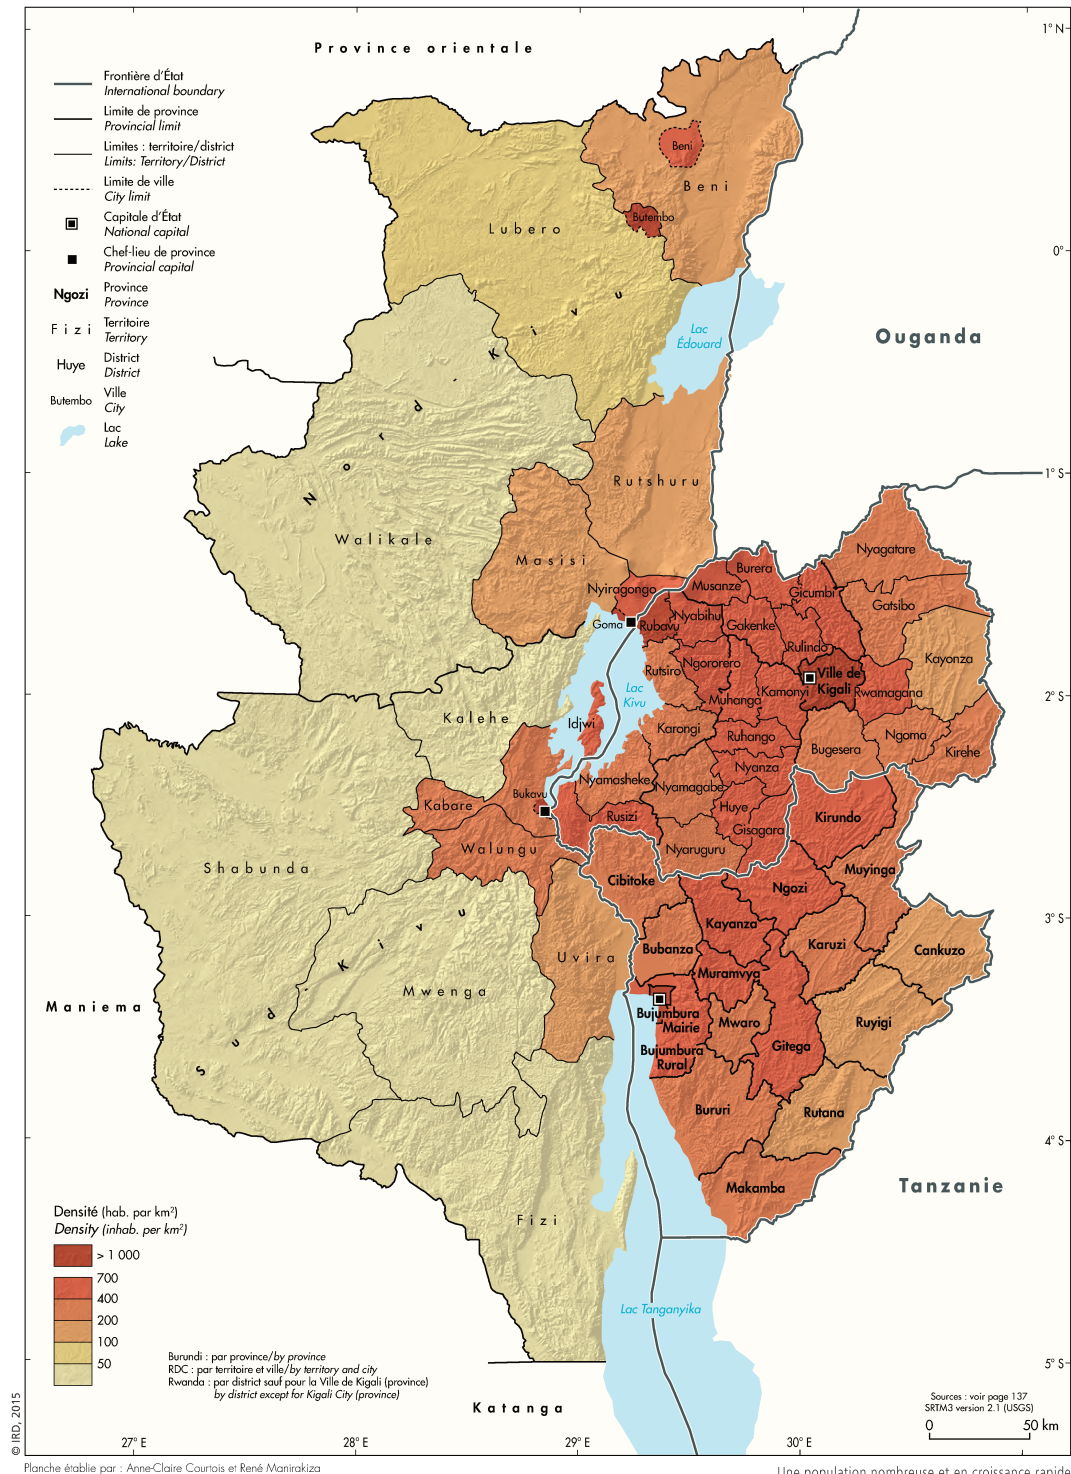 Province orientale
1° N
Frontière d'État
International boundary
Limite de province
Provincial limit
Limites : territoire/district
Limits: Territory/District
Limite de ville
City limit
Capitale d'État
National capital
Chef-lieu de province
Provincial capital
Ngozi
Province
Province
Fizi
Territoire
Territory
Huye
District
District
Butembo
Ville
City
Lac
Lake
Beni
Beni
Butembo
Lubero
0°
Nord - Kivu
Lac
Édouard
Ouganda
Rutshuru
1° S
Walikale
Masisi
Nyiragongo
Goma
Nyagatare
Burera
Musanze
Gicumbi
Gatsibo
Nyabihu
Rubavu
Gakenke
Rulindo
Kayonza
Rutsiro
Ngororero
Ville de
Kigali
Rwamagana
Kamonyi
Muhanga
2° S
Lac
Kivu
Idjwi
Kalehe
Karongi
Ruhango
Bugesera
Ngoma
Kirehe
Nyanza
Nyamasheke
Nyamagabe
Bukavu
Kabare
Rusizi
Huye
Gisagara
Kirundo
Walungu
Nyaruguru
Shabunda
Muyinga
Cibitoke
Ngozi
3° S
Kayanza
Sud - Kivu
Uvira
Bubanza
Karuzi
Cankuzo
Muramvya
Mwenga
Maniema
Bujumbura
Mairie
Mwaro
Ruyigi
Gitega
Bujumbura
Rural
Bururi
Rutana
4° S
Makamba
Tanzanie
Fizi
Densité (hab. par km²)
Density (inhab. per km²)
> 1 000
700
400
200
100
50
Lac Tanganyika
Burundi : par province/by province
RDC : par territoire et ville/by territory and city
Rwanda : par district sauf pour la Ville de Kigali (province)
by district except for Kigali City (province)
5° S
Katanga
Sources : voir page 137
SRTM3 version 2.1 (USGS)
0 50 km
© IRD, 2015
27° E 28° E 29° E 30° E
Planche établie par : Anne-Claire Courtois et René Manirakiza
Une population nombreuse et en croissance rapide